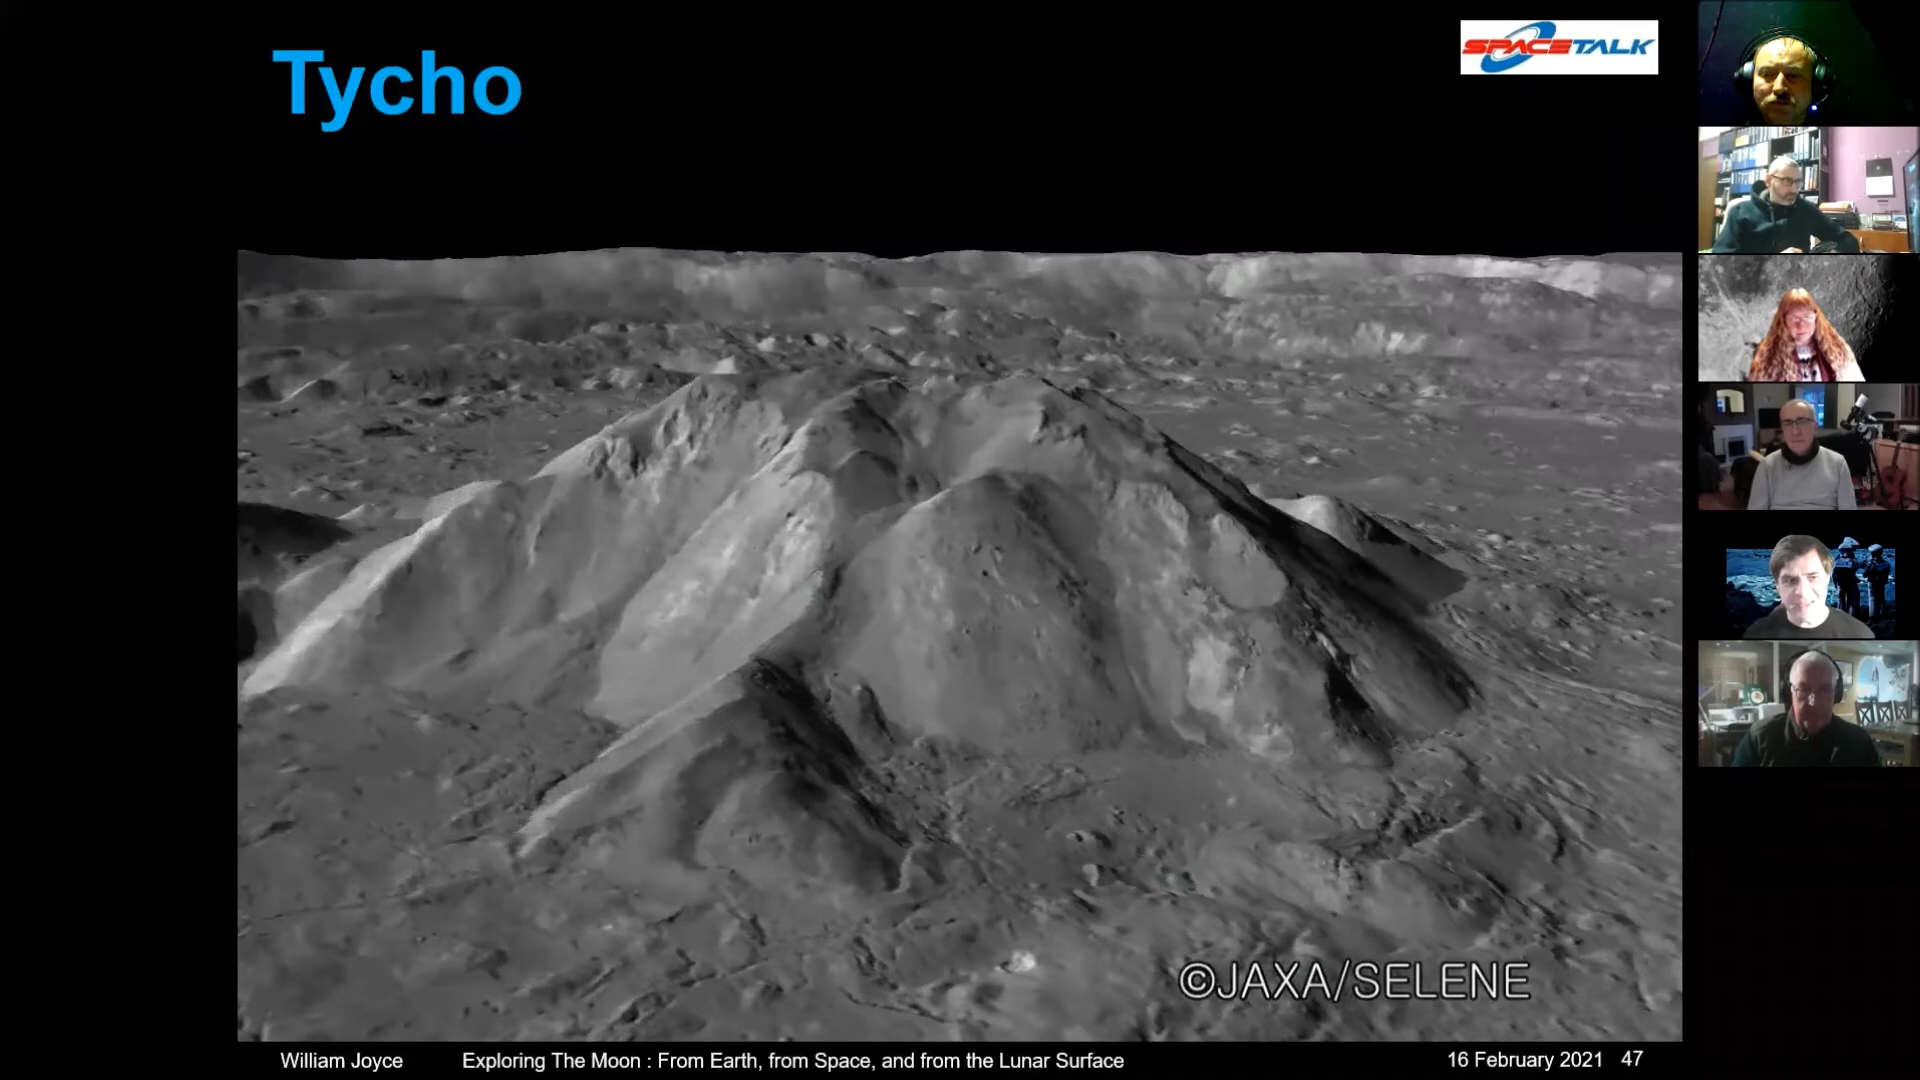 Tycho
SPACETALK
©JAXA/SELENE
William Joyce
Exploring The Moon : From Earth, from Space, and from the Lunar Surface
16 February 2021
47